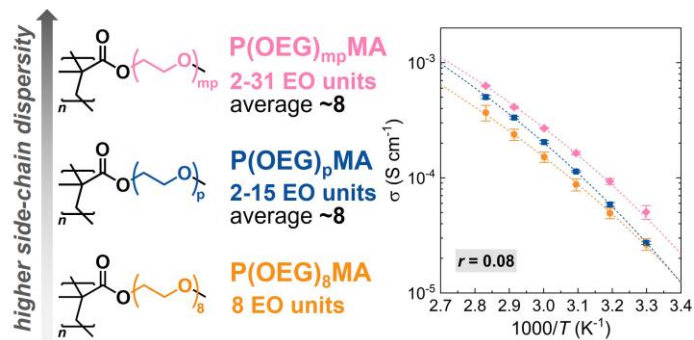 higher side-chain dispersity
O
O
O
mp
n
P(OEG)mpMA
2-31 EO units
average ~8
O
O
O
p
n
P(OEG)pMA
2-15 EO units
average ~8
O
O
O
8
n
P(OEG)8MA
8 EO units
σ (S cm⁻¹)
10⁻³
10⁻⁴
10⁻⁵
r = 0.08
2.7 2.8 2.9 3.0 3.1 3.2 3.3 3.4
1000/T (K⁻¹)